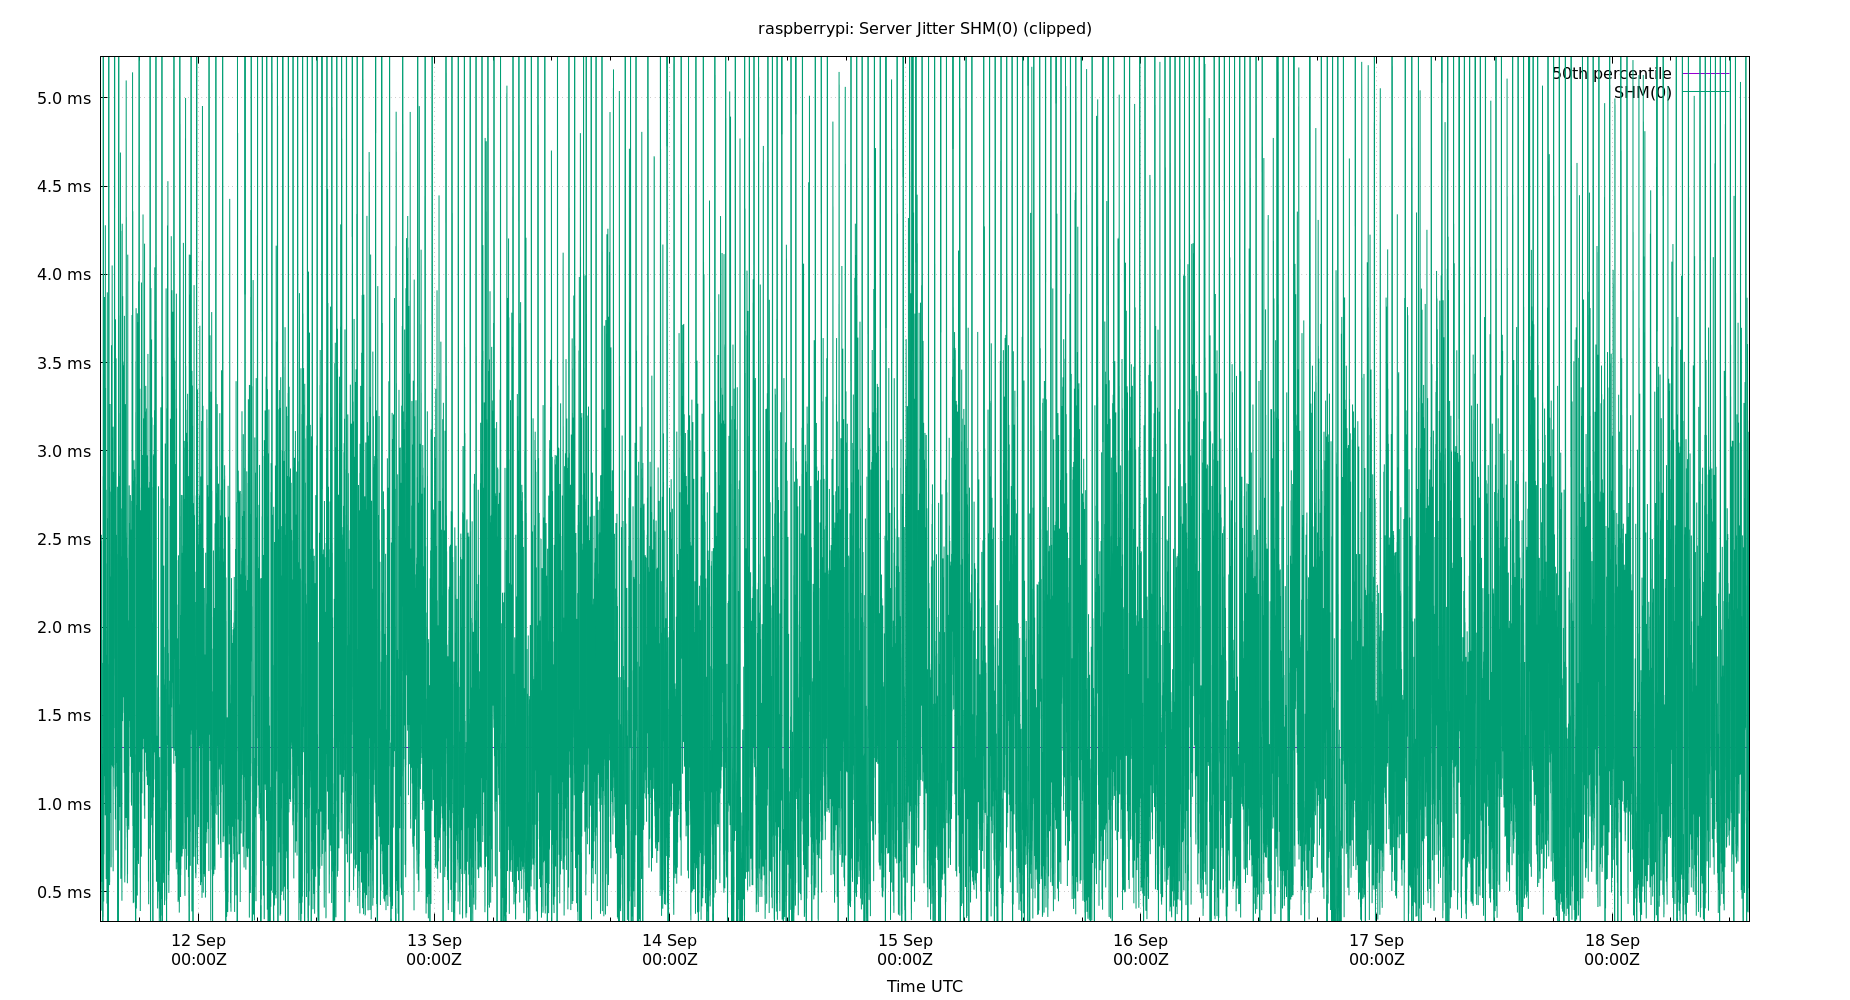 raspberrypi: Server Jitter SHM(0) (clipped)
50th percentile
SHM(0)
5.0 ms
4.5 ms
4.0 ms
3.5 ms
3.0 ms
2.5 ms
2.0 ms
1.5 ms
1.0 ms
0.5 ms
12 Sep
00:00Z
13 Sep
00:00Z
14 Sep
00:00Z
15 Sep
00:00Z
16 Sep
00:00Z
17 Sep
00:00Z
18 Sep
00:00Z
Time UTC